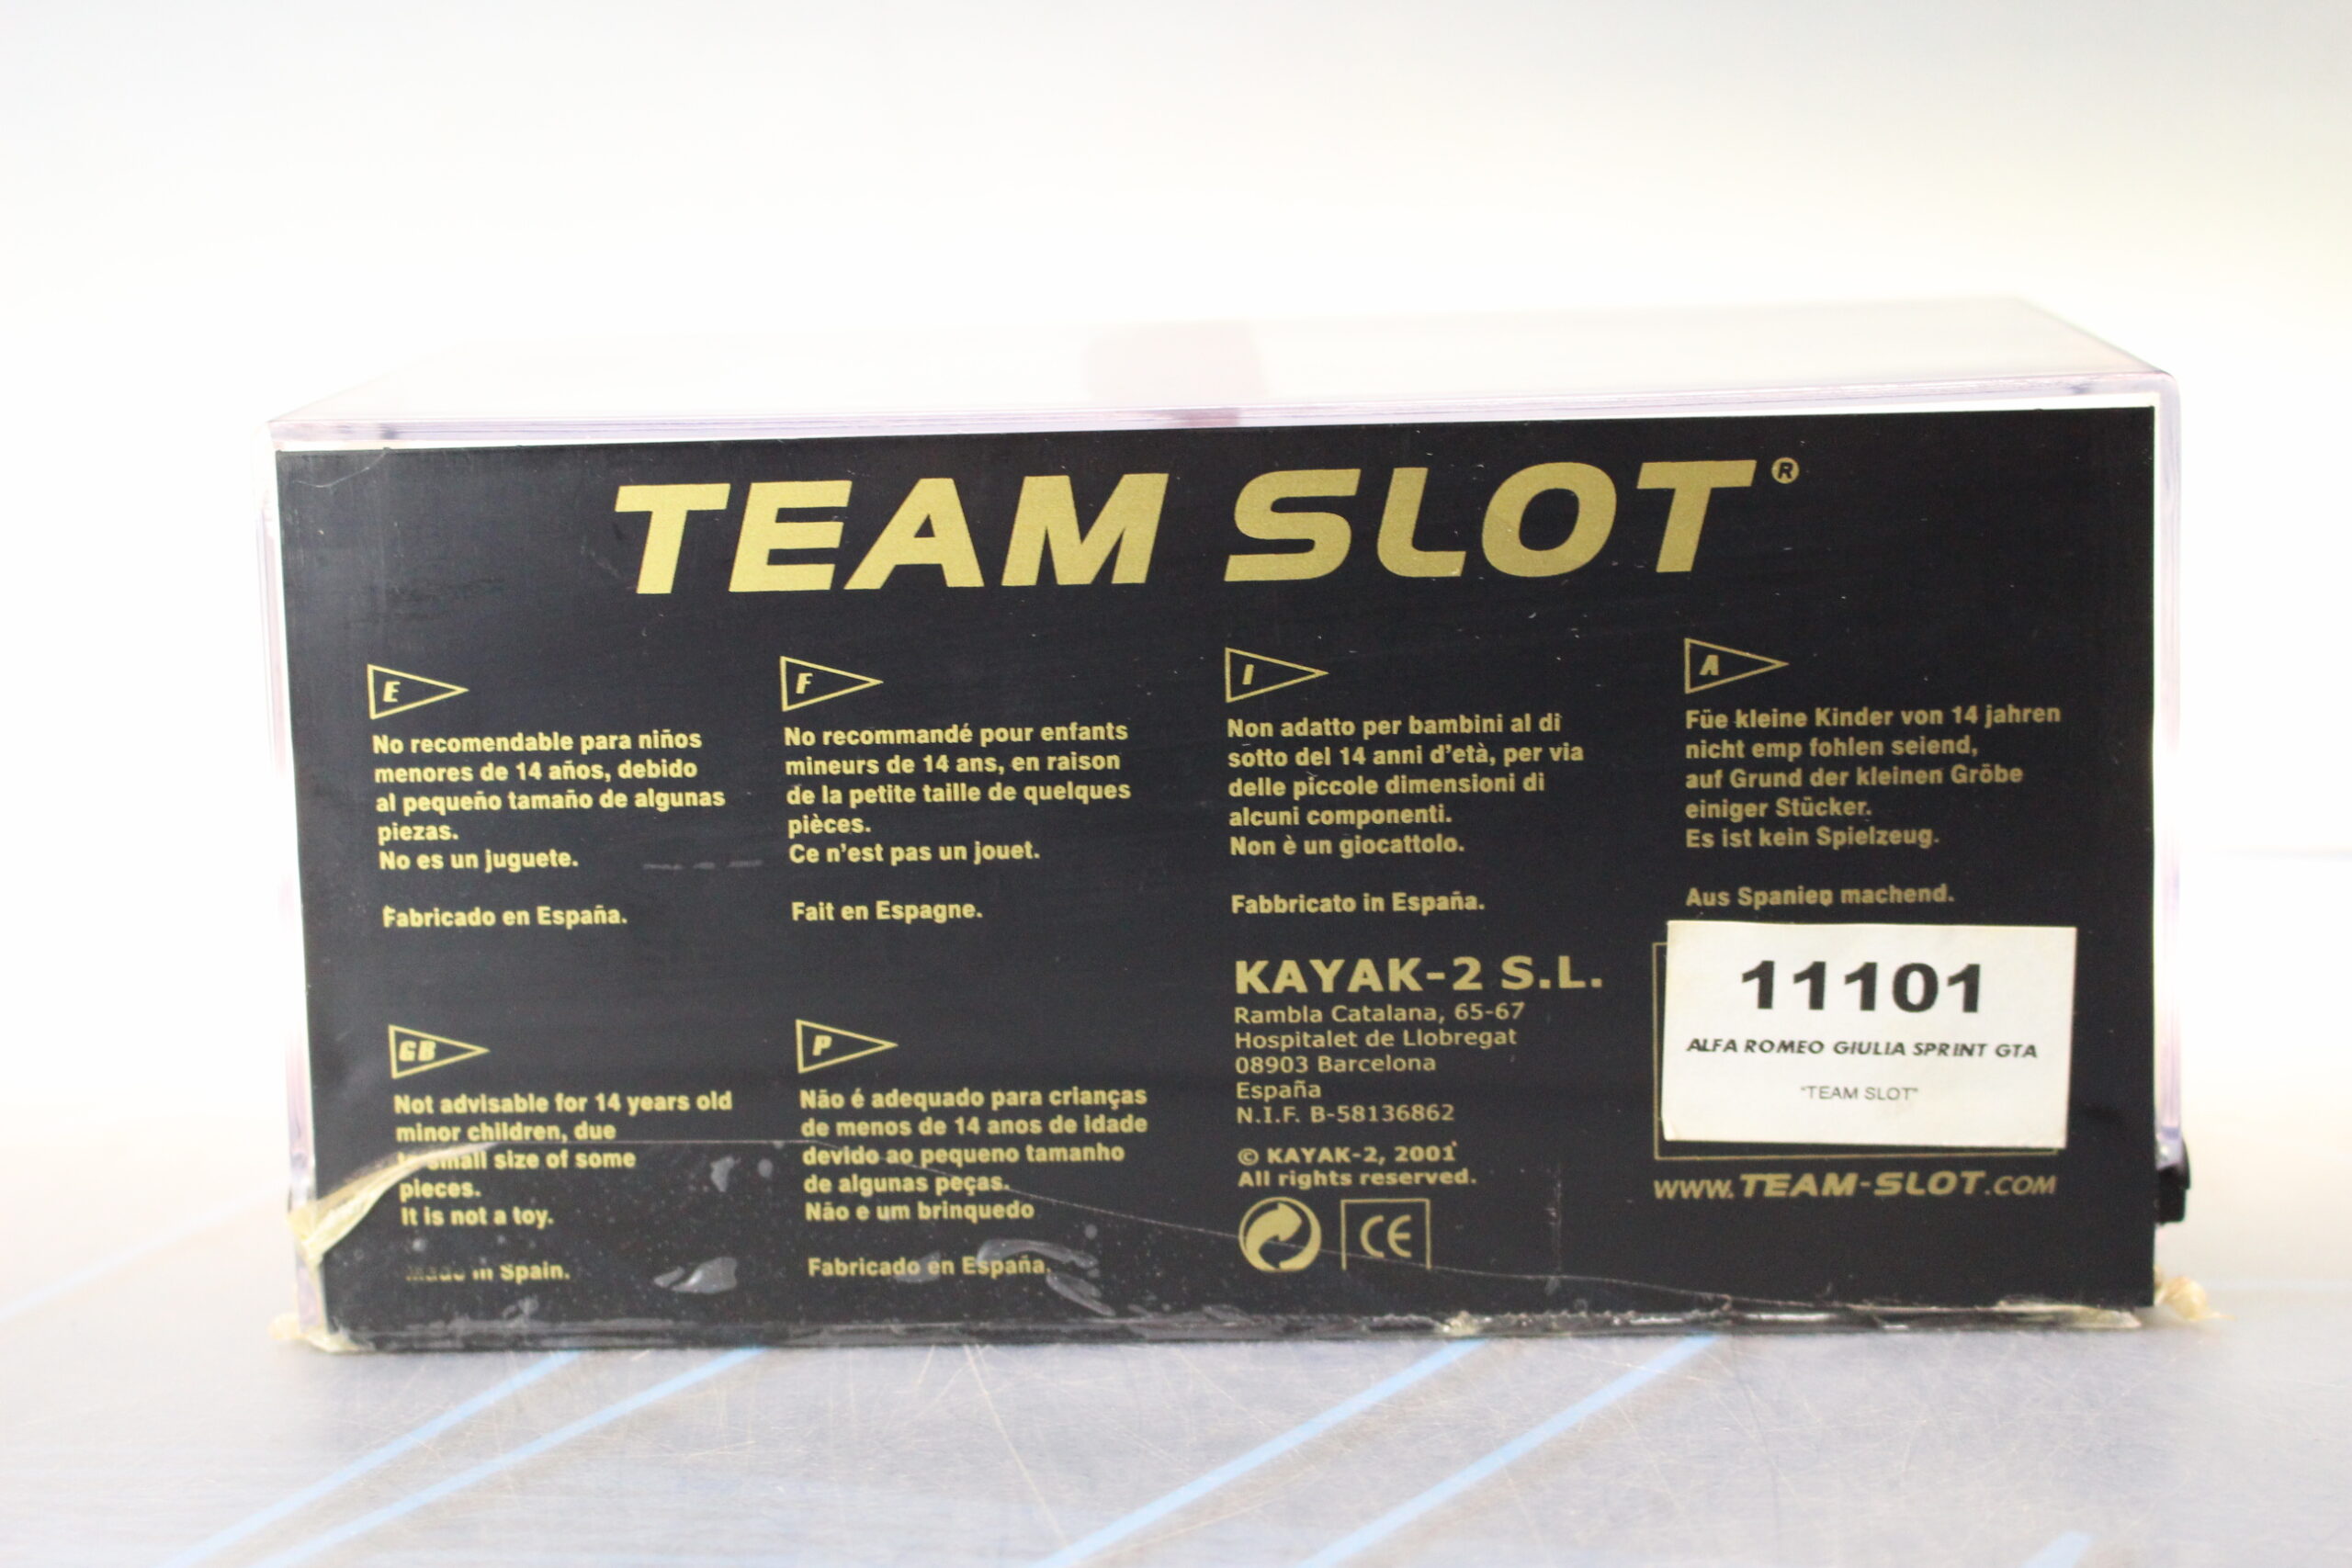 TEAM SLOT®
E
No recomendable para niños
menores de 14 años, debido
al pequeño tamaño de algunas
piezas.
No es un juguete.
Fabricado en España.
F
No recommandé pour enfants
mineurs de 14 ans, en raison
de la petite taille de quelques
pièces.
Ce n'est pas un jouet.
Fait en Espagne.
I
Non adatto per bambini al di
sotto del 14 anni d'età, per via
delle piccole dimensioni di
alcuni componenti.
Non è un giocattolo.
Fabbricato in España.
A
Füe kleine Kinder von 14 jahren
nicht emp fohlen seiend,
auf Grund der kleinen Gröbe
einiger Stücker.
Es ist kein Spielzeug.
Aus Spanien machend.
GB
Not advisable for 14 years old
minor children, due
to small size of some
pieces.
It is not a toy.
Made in Spain.
P
Não é adequado para crianças
de menos de 14 anos de idade
devido ao pequeno tamanho
de algunas peças.
Não e um brinquedo
Fabricado en España.
KAYAK-2 S.L.
Rambla Catalana, 65-67
Hospitalet de Llobregat
08903 Barcelona
España
N.I.F. B-58136862
© KAYAK-2, 2001
All rights reserved.
CE
11101
ALFA ROMEO GIULIA SPRINT GTA
"TEAM SLOT"
WWW.TEAM-SLOT.COM